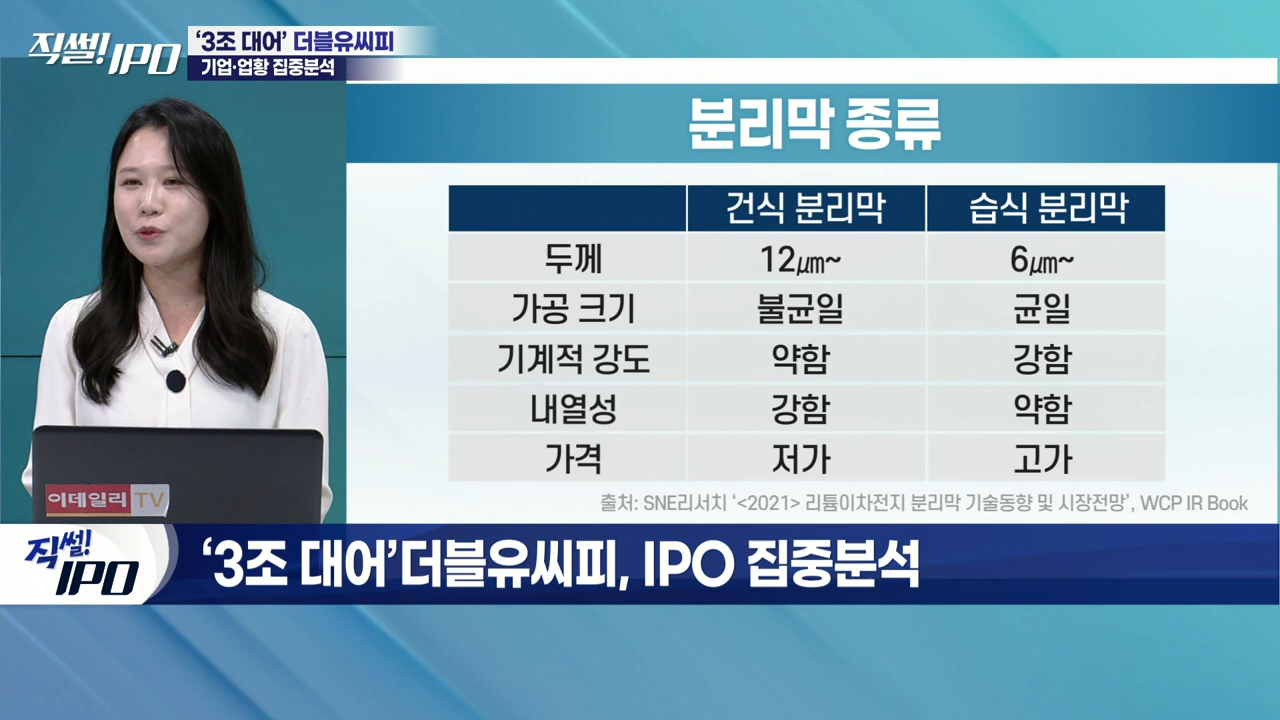 직썰! IPO
‘3조 대어’ 더블유씨피
기업·업황 집중분석
분리막 종류
건식 분리막 습식 분리막
두께 12㎛~ 6㎛~
가공 크기 불균일 균일
기계적 강도 약함 강함
내열성 강함 약함
가격 저가 고가
출처: SNE리서치 ‘<2021> 리튬이차전지 분리막 기술동향 및 시장전망’, WCP IR Book
이데일리TV
직썰!
IPO
‘3조 대어’더블유씨피, IPO 집중분석